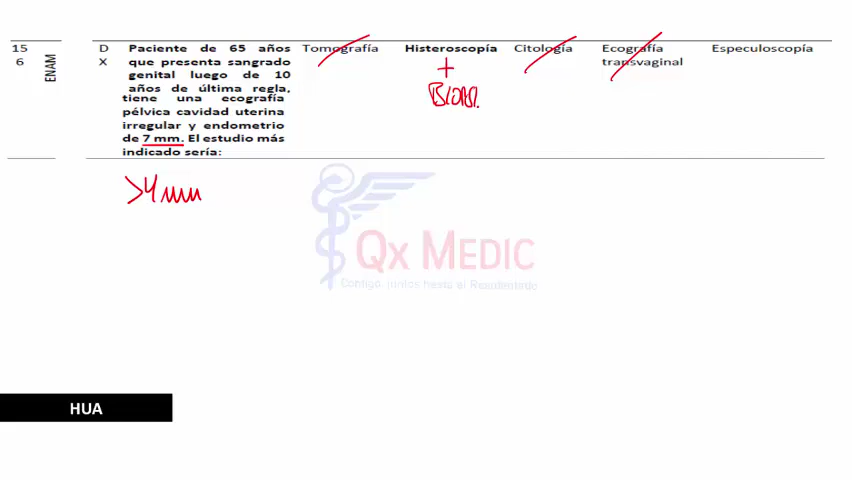 15
6
ENAM
D
X
Paciente de 65 años
que presenta sangrado
genital luego de 10
años de última regla,
tiene una ecografía
pélvica cavidad uterina
irregular y endometrio
de 7 mm. El estudio más
indicado sería:
Tomografía
Histeroscopía
+
Citología
Ecografía
transvaginal
Especuloscopía
>4 mm
Qx MEDIC
Contigo juntos hasta el Residentado
HUA